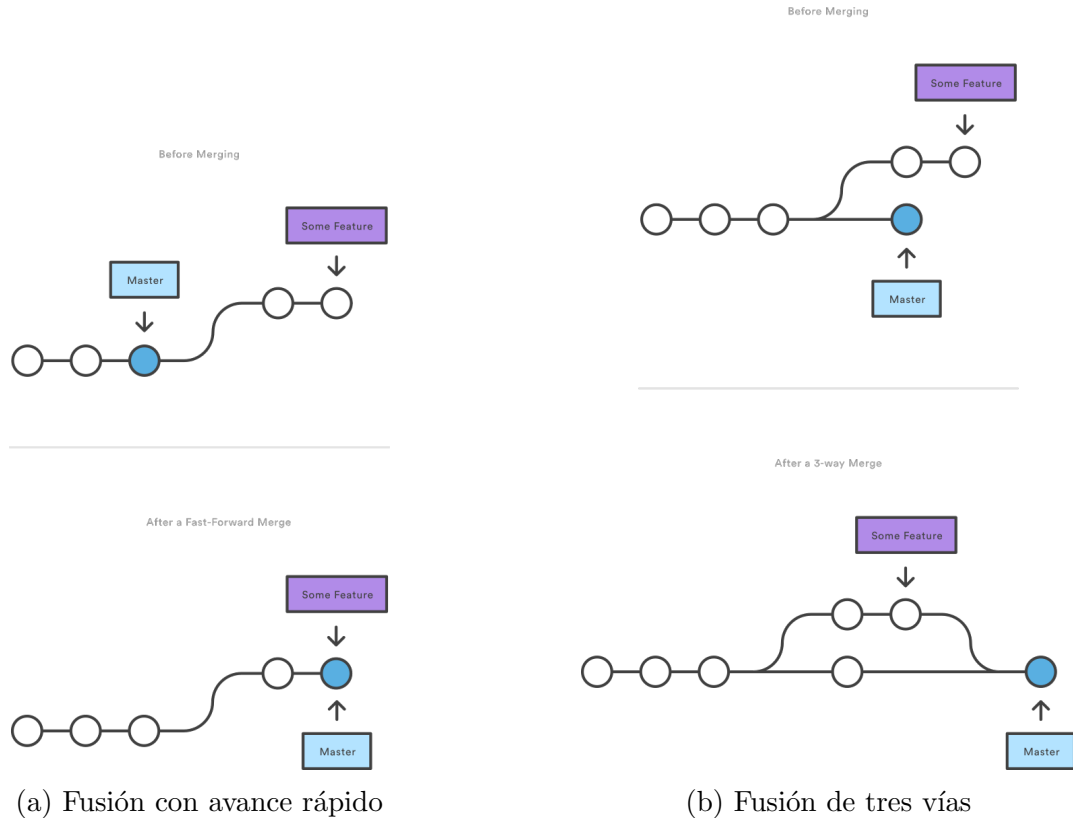 Before Merging
Some Feature
Master
After a Fast-Forward Merge
Some Feature
Master
(a) Fusión con avance rápido
Before Merging
Some Feature
Master
After a 3-way Merge
Some Feature
Master
(b) Fusión de tres vías